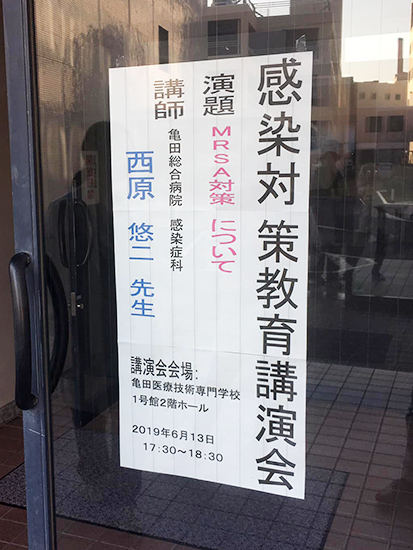 感染対策教育講演会
演題 MRSA対策 について
講師 亀田総合病院 感染症科
西原 悠二 先生
講演会会場：
亀田医療技術専門学校
1号館2階ホール
2019年6月13日
17:30～18:30